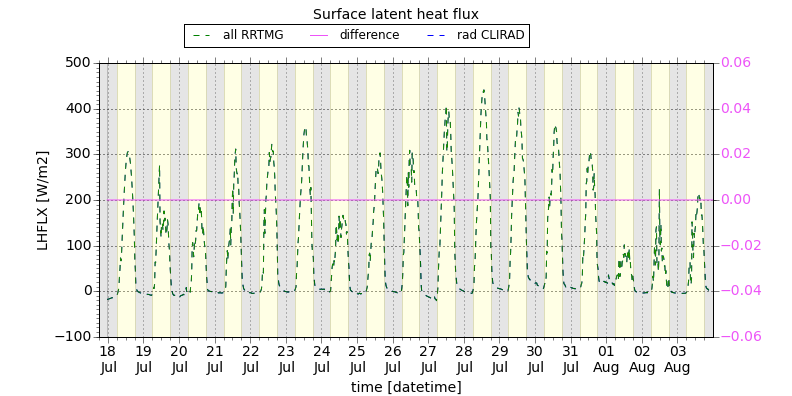 Surface latent heat flux
all RRTMG difference rad CLIRAD
500 0.06
400 0.04
300 0.02
200 0.00
100 −0.02
0 −0.04
−100 −0.06
LHFLX [W/m2]
18 19 20 21 22 23 24 25 26 27 28 29 30 31 01 02 03
Jul Jul Jul Jul Jul Jul Jul Jul Jul Jul Jul Jul Jul Jul Aug Aug Aug
time [datetime]